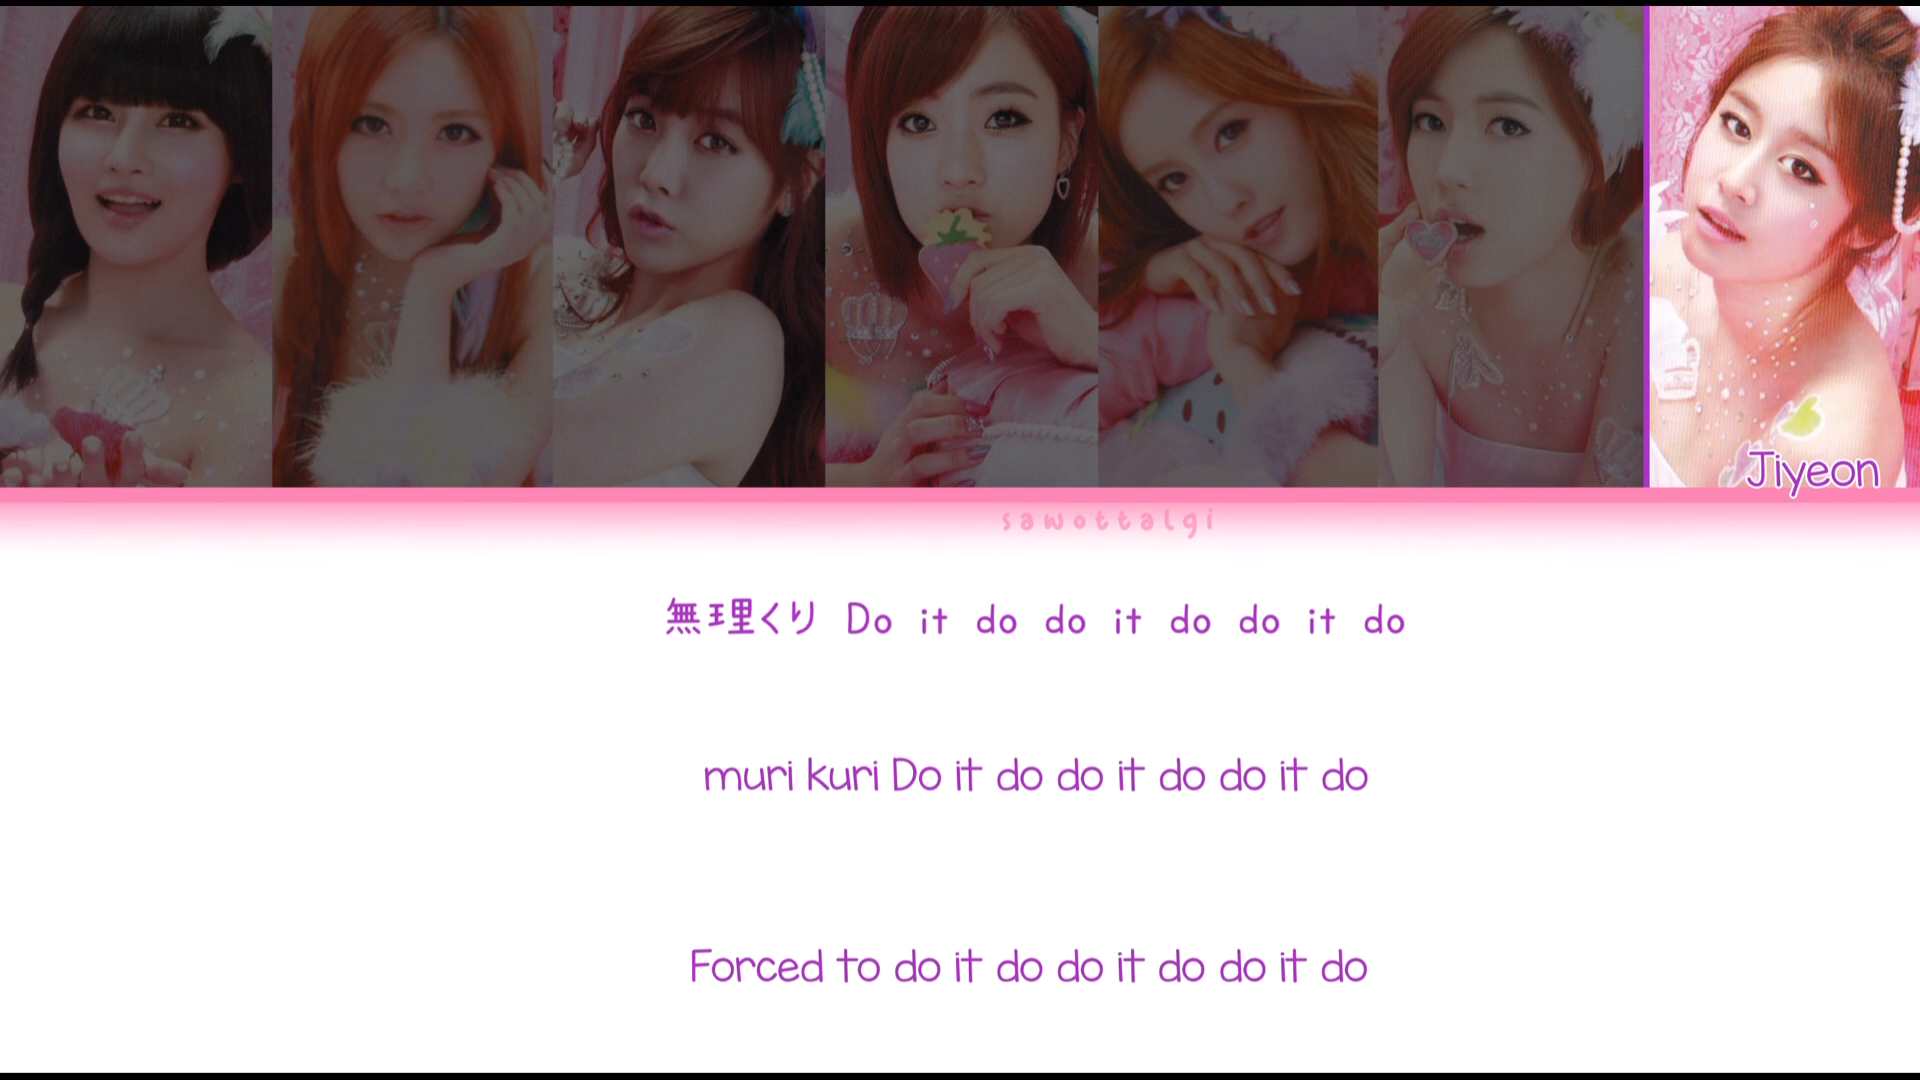 Jiyeon
sawottalgi
無理くり Do it do do it do do it do
muri kuri Do it do do it do do it do
Forced to do it do do it do do it do